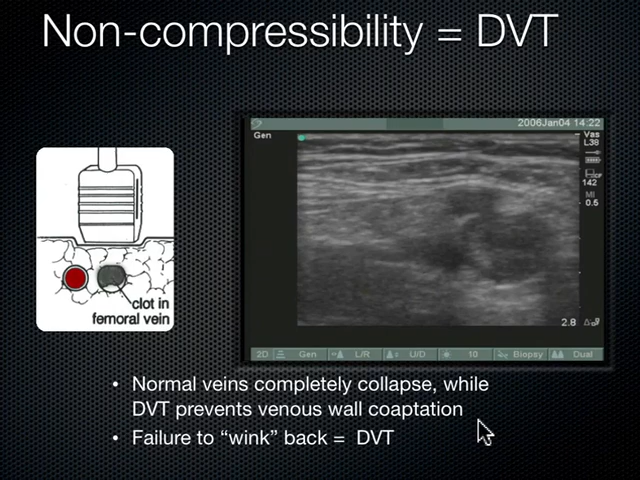 Non-compressibility = DVT
2006Jan04 14:22
Gen
Vas
L38
142
MI
0.5
clot in
femoral vein
2.8
2D Gen L/R U/D 10 Biopsy Dual
• Normal veins completely collapse, while
DVT prevents venous wall coaptation
• Failure to “wink” back = DVT